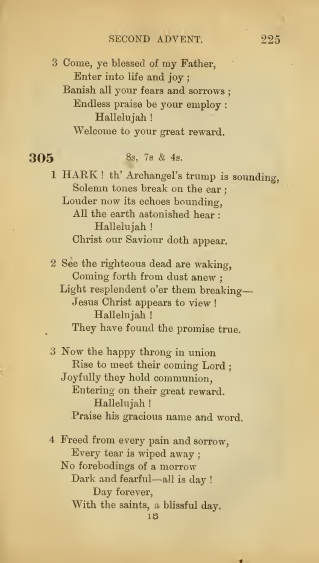 SECOND ADVENT. 225
3 Come, ye blessed of my Father,
Enter into life and joy ;
Banish all your fears and sorrows ;
Endless praise be your employ :
Hallelujah !
Welcome to your great reward.
305 8s, 7s & 4s.
1 HARK ! th' Archangel's trump is sounding,
Solemn tones break on the ear ;
Louder now its echoes bounding,
All the earth astonished hear :
Hallelujah !
Christ our Saviour doth appear.
2 See the righteous dead are waking,
Coming forth from dust anew ;
Light resplendent o'er them breaking—
Jesus Christ appears to view !
Hallelujah !
They have found the promise true.
3 Now the happy throng in union
Rise to meet their coming Lord ;
Joyfully they hold communion,
Entering on their great reward.
Hallelujah !
Praise his gracious name and word.
4 Freed from every pain and sorrow,
Every tear is wiped away ;
No forebodings of a morrow
Dark and fearful—all is day !
Day forever,
With the saints, a blissful day.
15